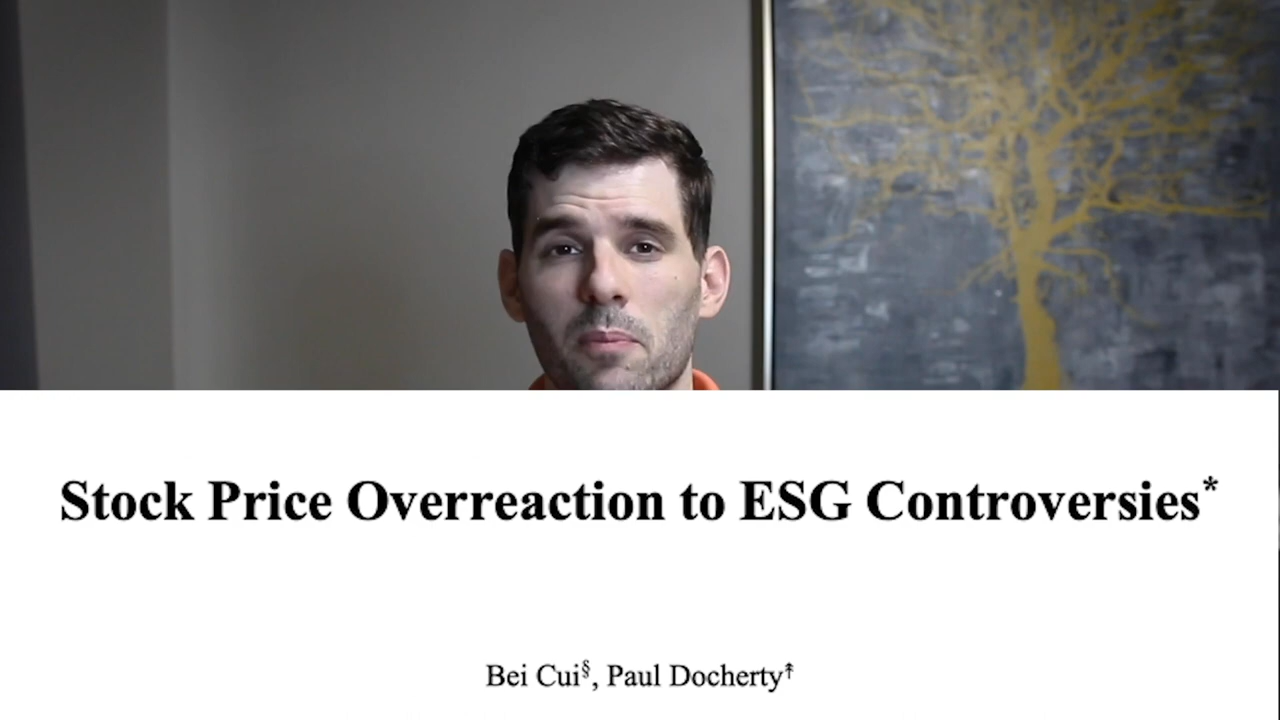 Stock Price Overreaction to ESG Controversies*
Bei Cui§, Paul Docherty↟